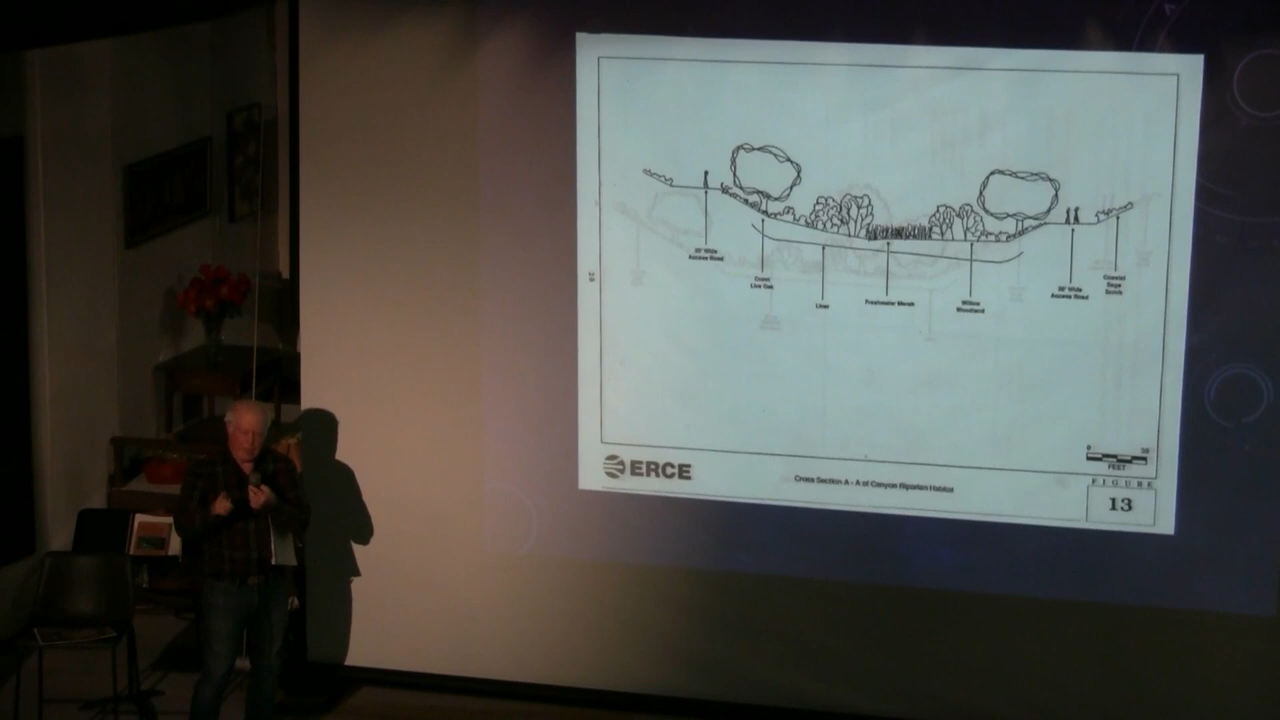 20' Wide
Access Road
Coast
Live Oak
Liner
Freshwater Marsh
Willow
Woodland
20' Wide
Access Road
Coastal
Sage
Scrub
FEET
ERCE
Cross Section A - A of Canyon Riparian Habitat
FIGURE
13